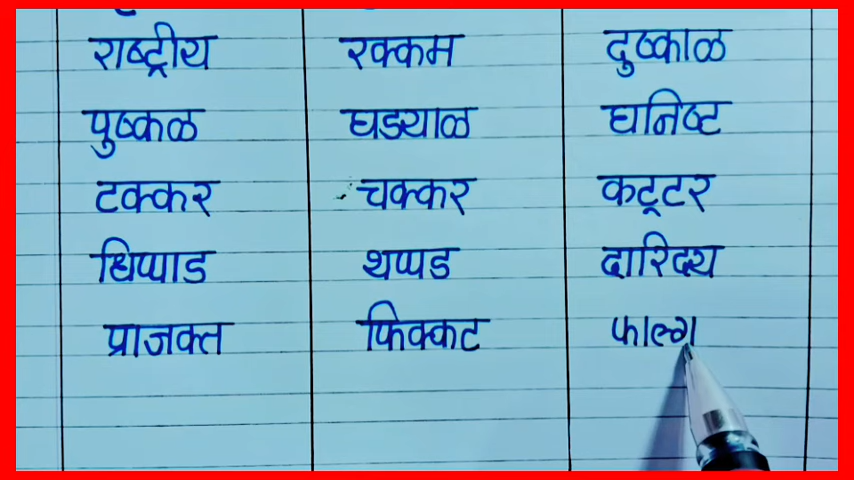 राष्ट्रीय रक्कम दुष्काळ
पुष्कळ घड्याळ घनिष्ट
टक्कर चक्कर कट्टर
धिप्पाड थप्पड दारिद्र्य
प्राजक्त फिक्कट फाल्ग